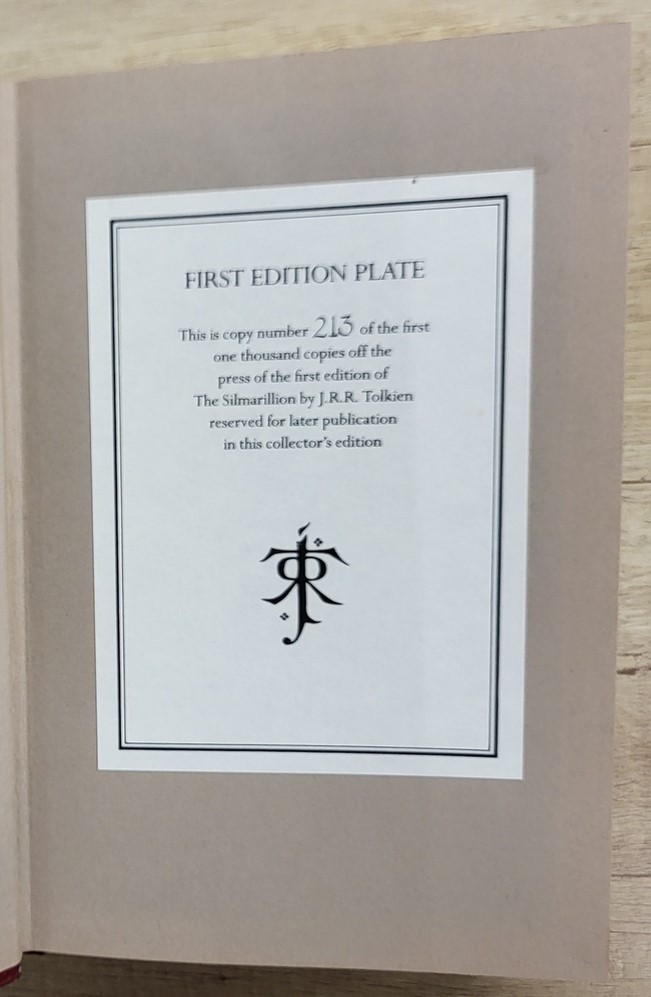 FIRST EDITION PLATE
This is copy number 213 of the first
one thousand copies off the
press of the first edition of
The Silmarillion by J.R.R. Tolkien
reserved for later publication
in this collector's edition